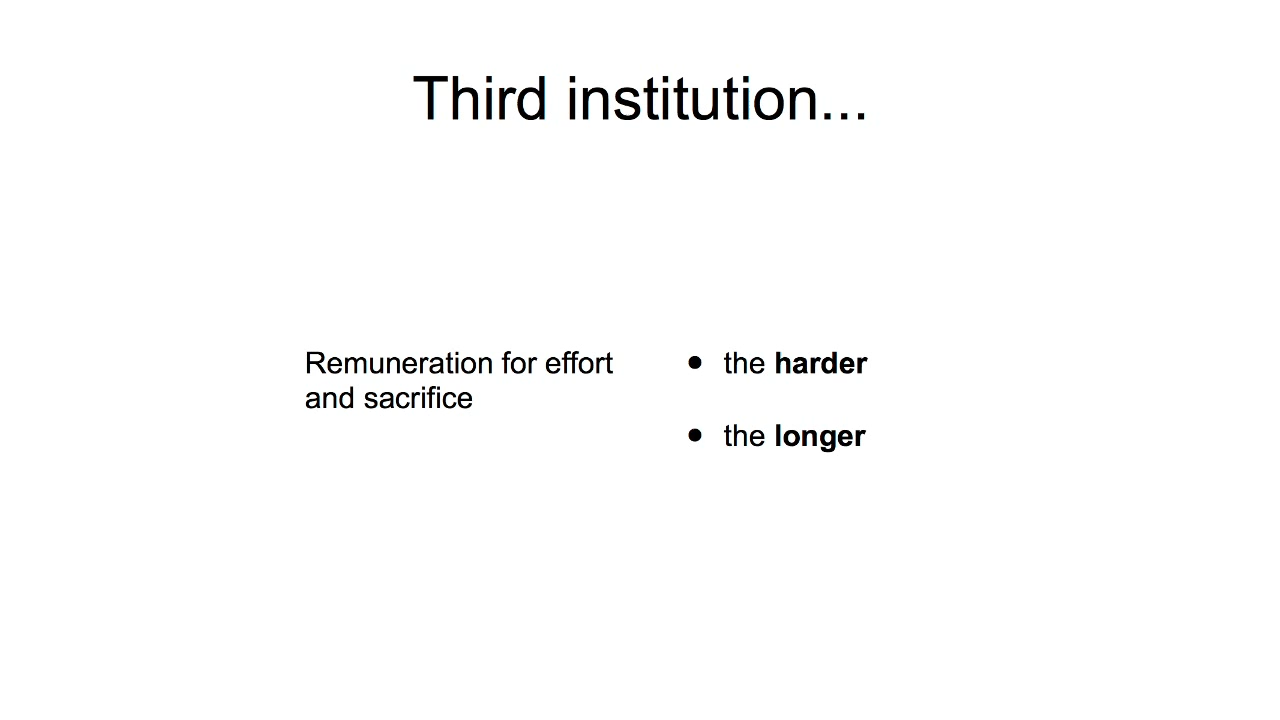 Third institution...
Remuneration for effort
and sacrifice
• the harder
• the longer